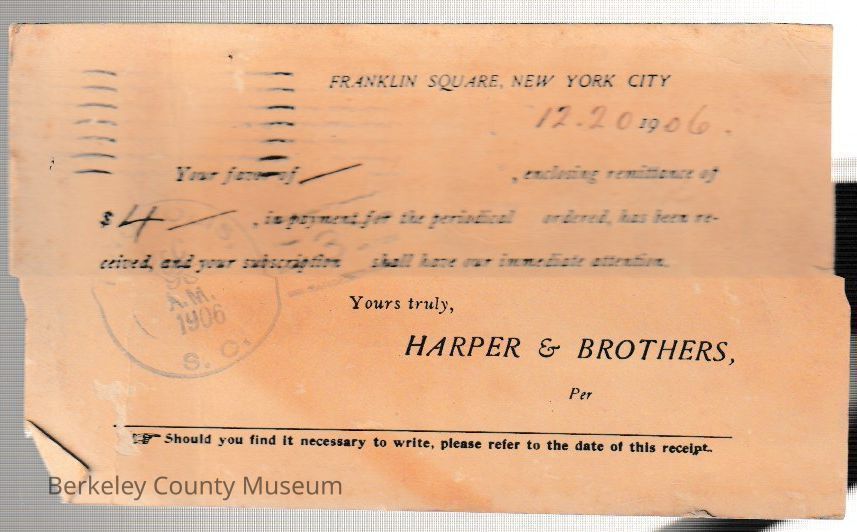 FRANKLIN SQUARE, NEW YORK CITY
12.20 1906.
Your favor of , enclosing remittance of
$4 , in payment for the periodical ordered, has been re-
ceived, and your subscription shall have our immediate attention.
A.M.
1906
S. C.
Yours truly,
HARPER & BROTHERS,
Per
Should you find it necessary to write, please refer to the date of this receipt.
Berkeley County Museum